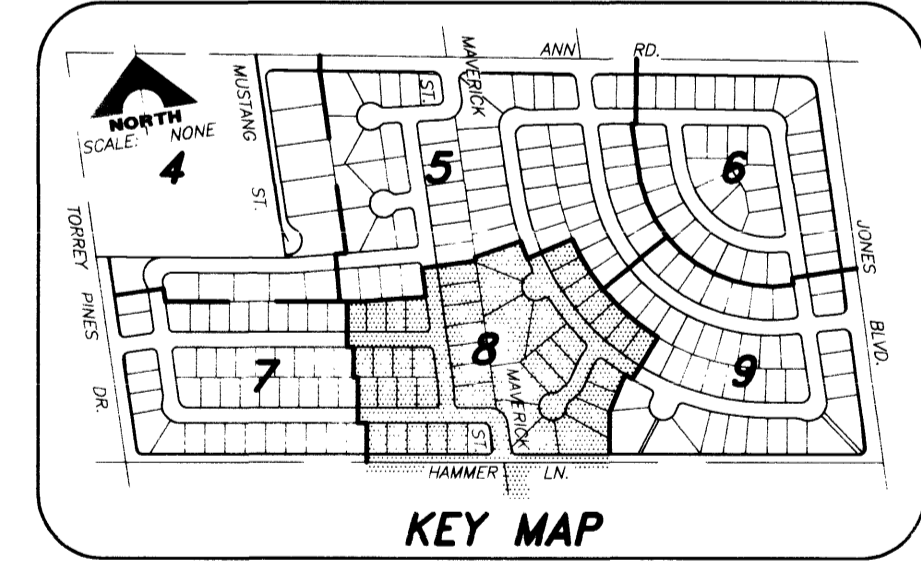 ANN RD.
MAVERICK ST.
MUSTANG ST.
NORTH
SCALE: NONE
4
5
6
TORREY PINES DR.
JONES BLVD.
7
8
9
MAVERICK ST.
HAMMER LN.
KEY MAP